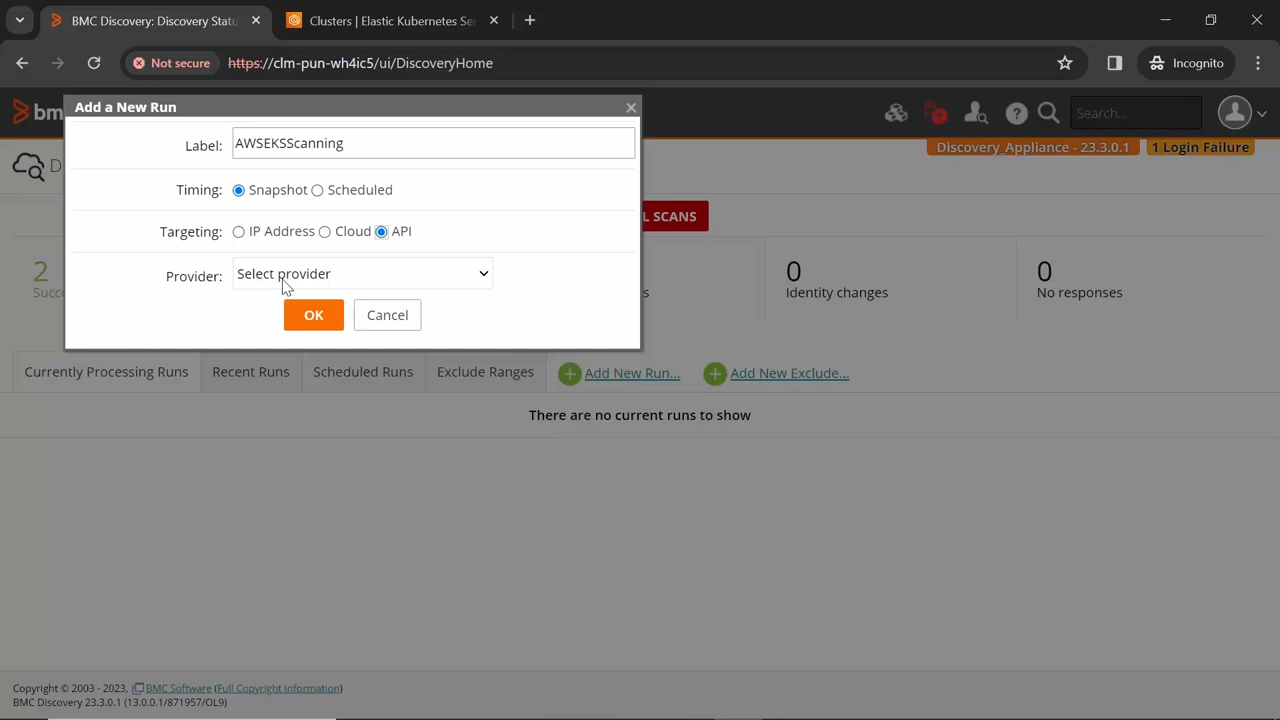 BMC Discovery: Discovery Statu
Clusters | Elastic Kubernetes Ser
Not secure
https://clm-pun-wh4ic5/ui/DiscoveryHome
Incognito
bm
Add a New Run
Search...
D
Discovery_Appliance - 23.3.0.1
1 Login Failure
Label: AWSEKSScanning
Timing: Snapshot Scheduled
L SCANS
Targeting: IP Address Cloud API
Provider: Select provider
OK Cancel
2
Succ
s
0
Identity changes
0
No responses
Currently Processing Runs Recent Runs Scheduled Runs Exclude Ranges Add New Run... Add New Exclude...
There are no current runs to show
Copyright © 2003 - 2023, BMC Software (Full Copyright Information)
BMC Discovery 23.3.0.1 (13.0.0.1/871957/OL9)